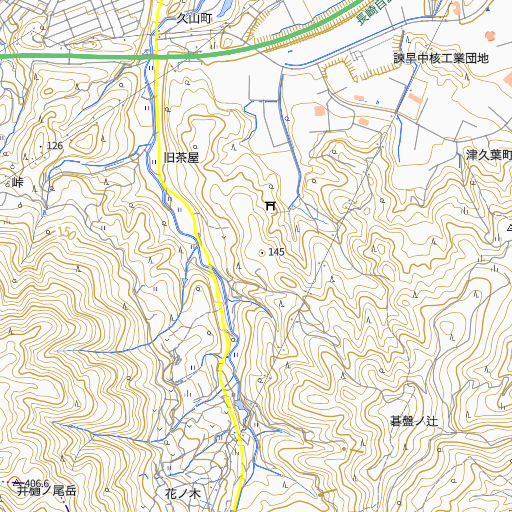 久山町
長崎自
諫早中核工業団地
津久葉町
126
旧茶屋
峠
15
145
碁盤ノ辻
406.6
井樋ノ尾岳
花ノ木